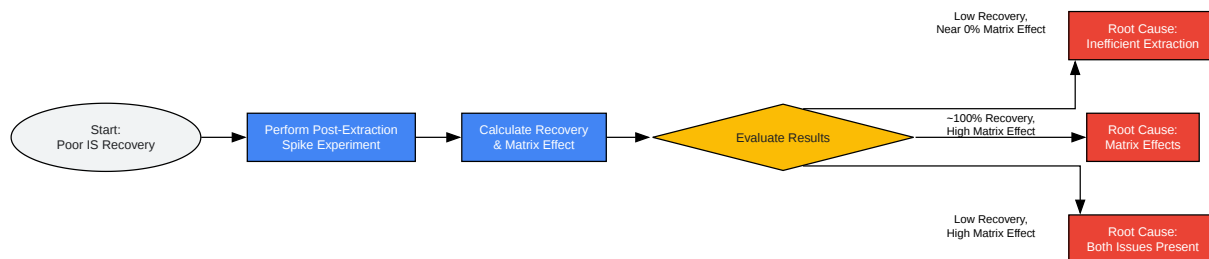 Start:
Poor IS Recovery
Perform Post-Extraction
Spike Experiment
Calculate Recovery
& Matrix Effect
Evaluate Results
Low Recovery,
Near 0% Matrix Effect
Root Cause:
Inefficient Extraction
~100% Recovery,
High Matrix Effect
Root Cause:
Matrix Effects
Low Recovery,
High Matrix Effect
Root Cause:
Both Issues Present